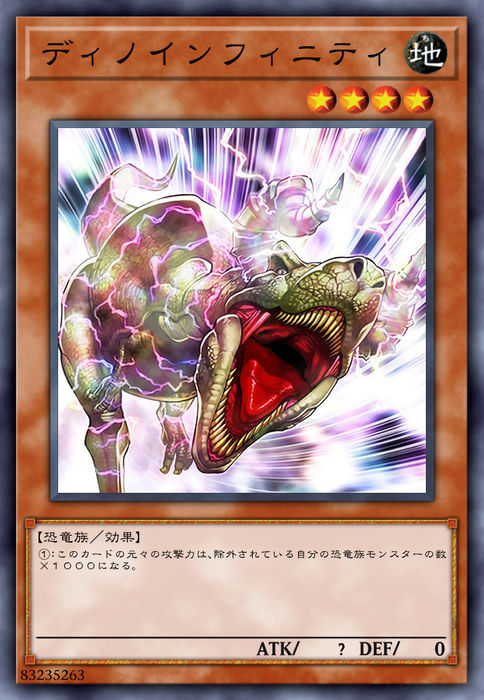 ディノインフィニティ
地
ち
【恐竜族／効果】
①：このカードの元々の攻撃力は、除外されている自分の恐竜族モンスターの数
×１０００になる。
ATK/ ? DEF/ 0
83235263